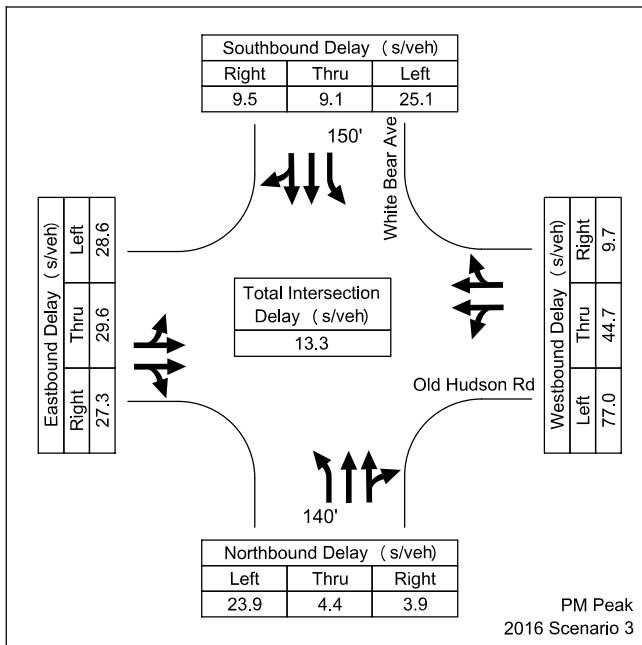 Southbound Delay (s/veh)
Right Thru Left
9.5 9.1 25.1
150'
White Bear Ave
Eastbound Delay (s/veh)
Left Thru Right
28.6 29.6 27.3
Total Intersection
Delay (s/veh)
13.3
Westbound Delay (s/veh)
Left Thru Right
77.0 44.7 9.7
Old Hudson Rd
140'
Northbound Delay (s/veh)
Left Thru Right
23.9 4.4 3.9
PM Peak
2016 Scenario 3